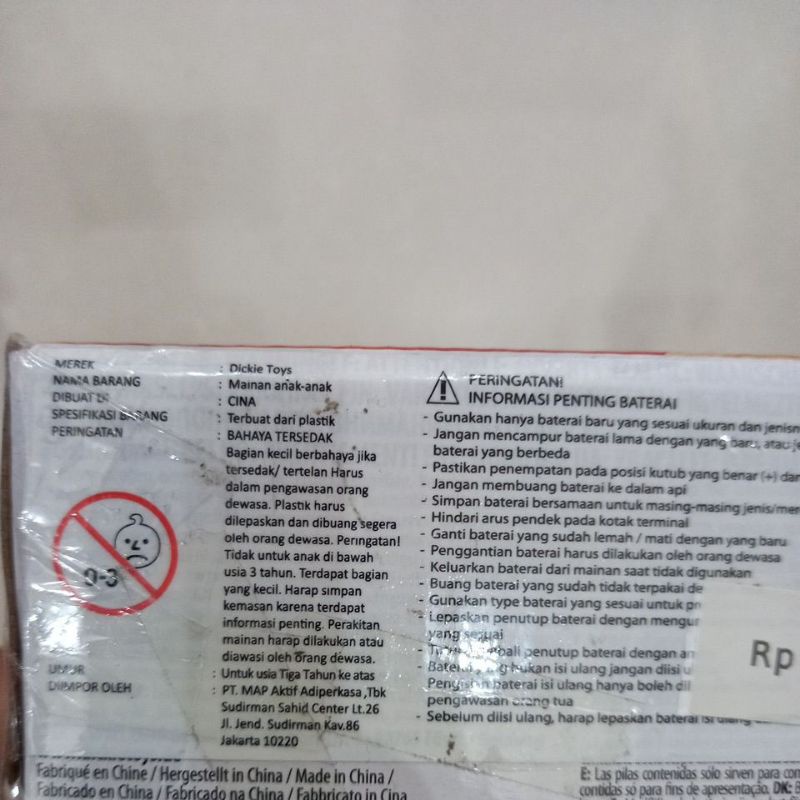 MEREK : Dickie Toys
NAMA BARANG : Mainan anak-anak
DIBUAT DI : CINA
SPESIFIKASI BARANG : Terbuat dari plastik
PERINGATAN : BAHAYA TERSEDAK
Bagian kecil berbahaya jika
tersedak/ tertelan Harus
dalam pengawasan orang
dewasa. Plastik harus
dilepaskan dan dibuang segera
oleh orang dewasa. Peringatan!
Tidak untuk anak di bawah
usia 3 tahun. Terdapat bagian
yang kecil. Harap simpan
kemasan karena terdapat
informasi penting. Perakitan
mainan harap dilakukan atau
diawasi oleh orang dewasa.
0-3
UMUR : Untuk usia Tiga Tahun ke atas
DIIMPOR OLEH : PT. MAP Aktif Adiperkasa ,Tbk
Sudirman Sahid Center Lt.26
Jl. Jend. Sudirman Kav.86
Jakarta 10220
PERINGATAN!
INFORMASI PENTING BATERAI
- Gunakan hanya baterai baru yang sesuai ukuran dan
- Jangan mencampur baterai lama dengan yang baru, atau
baterai yang berbeda
- Pastikan penempatan pada posisi kutub yang benar (+) dan
- Jangan membuang baterai ke dalam api
- Simpan baterai bersamaan untuk masing-masing
- Hindari arus pendek pada kotak terminal
- Ganti baterai yang sudah lemah / mati dengan yang baru
- Penggantian baterai harus dilakukan oleh orang dewasa
- Keluarkan baterai dari mainan saat tidak digunakan
- Buang baterai yang sudah tidak terpakai
- Gunakan type baterai yang sesuai untuk
- Lepaskan penutup baterai dengan
yang sesuai
- penutup baterai dengan
- bukan isi ulang jangan diisi
baterai isi ulang hanya boleh
pengawasan orang tua
- Sebelum diisi ulang, harap lepaskan baterai isi ulang
Rp
Fabriqué en Chine / Hergestellt in China / Made in China /
Fabricado en China / Fabricado na China / Fabbricato in Cina
E: Las pilas contenidas sólo sirven para
contidas só para fins de apresentação. DK: